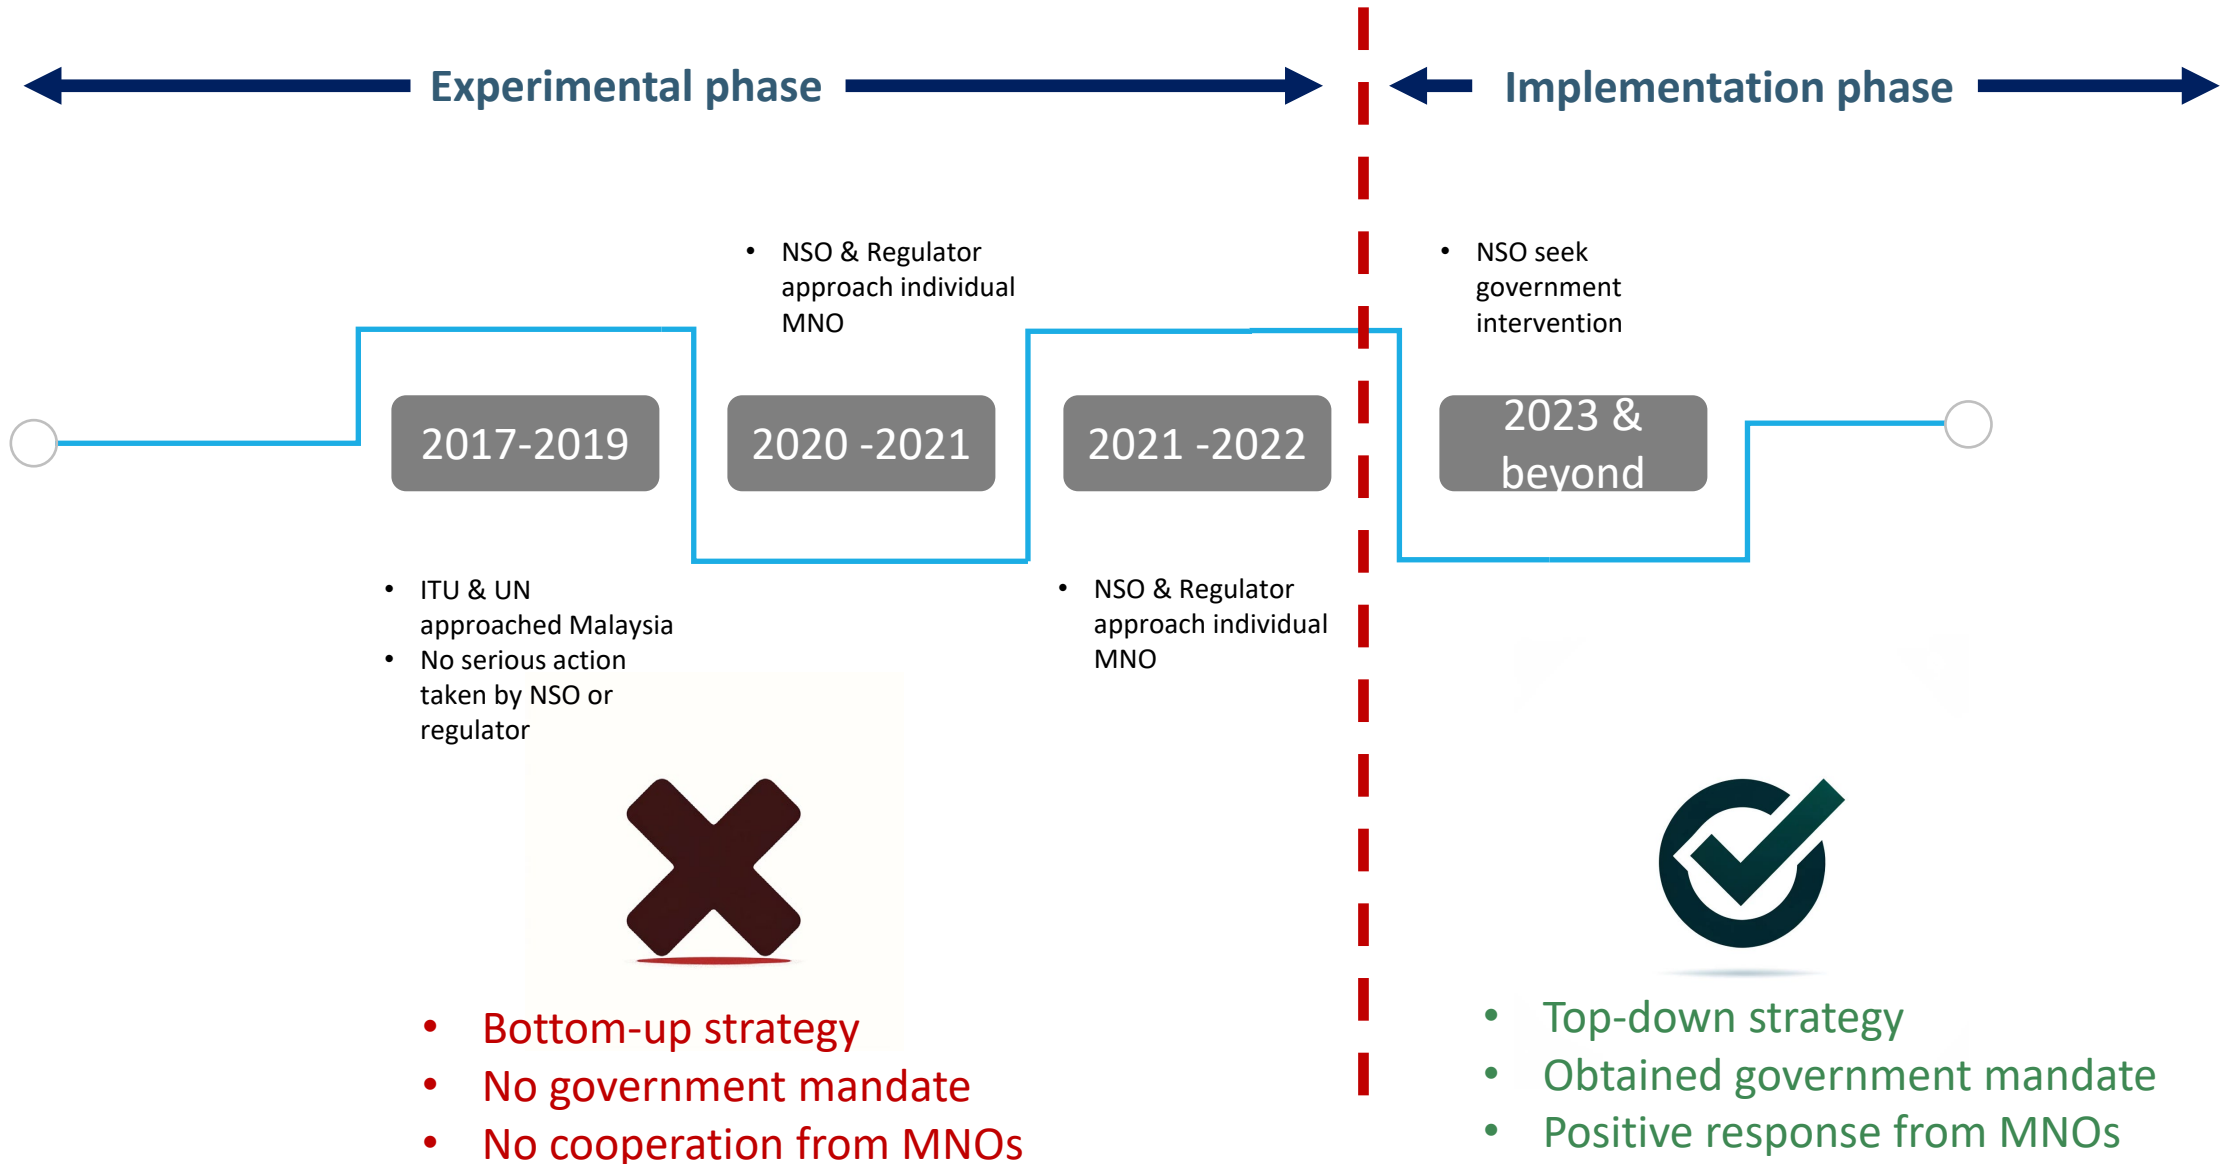 Experimental phase
Implementation phase
• NSO & Regulator
approach individual
MNO
• NSO seek
government
intervention
2017-2019
2020 -2021
2021 -2022
2023 &
beyond
• ITU & UN
approached Malaysia
• No serious action
taken by NSO or
regulator
• NSO & Regulator
approach individual
MNO
• Bottom-up strategy
• No government mandate
• No cooperation from MNOs
• Top-down strategy
• Obtained government mandate
• Positive response from MNOs